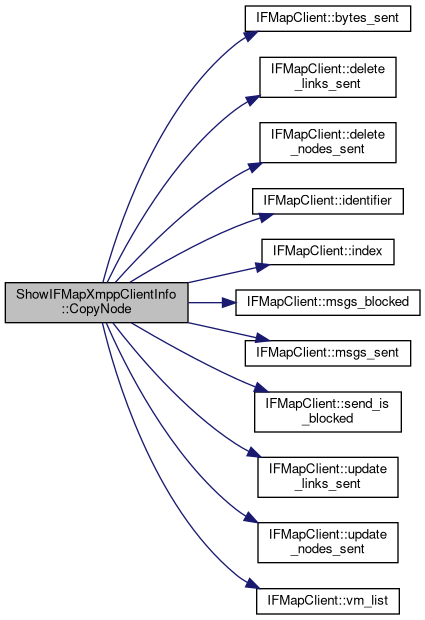 IFMapClient::bytes_sent
IFMapClient::delete
_links_sent
IFMapClient::delete
_nodes_sent
IFMapClient::identifier
IFMapClient::index
ShowIFMapXmppClientInfo
::CopyNode
IFMapClient::msgs_blocked
IFMapClient::msgs_sent
IFMapClient::send_is
_blocked
IFMapClient::update
_links_sent
IFMapClient::update
_nodes_sent
IFMapClient::vm_list